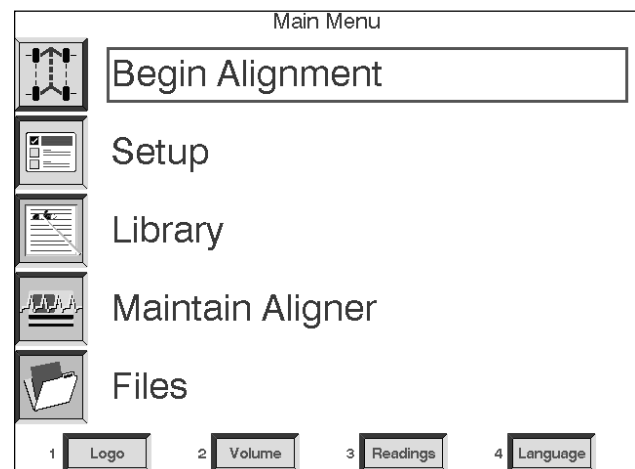 Main Menu
Begin Alignment
Setup
Library
Maintain Aligner
Files
1 Logo 2 Volume 3 Readings 4 Language